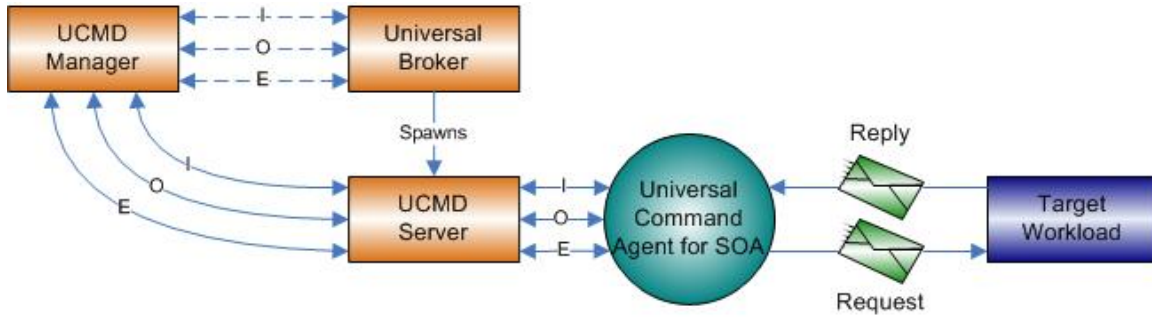 UCMD
Manager
I
O
E
Universal
Broker
Spawns
I
O
E
UCMD
Server
I
O
E
Universal
Command
Agent for SOA
Reply
Request
Target
Workload